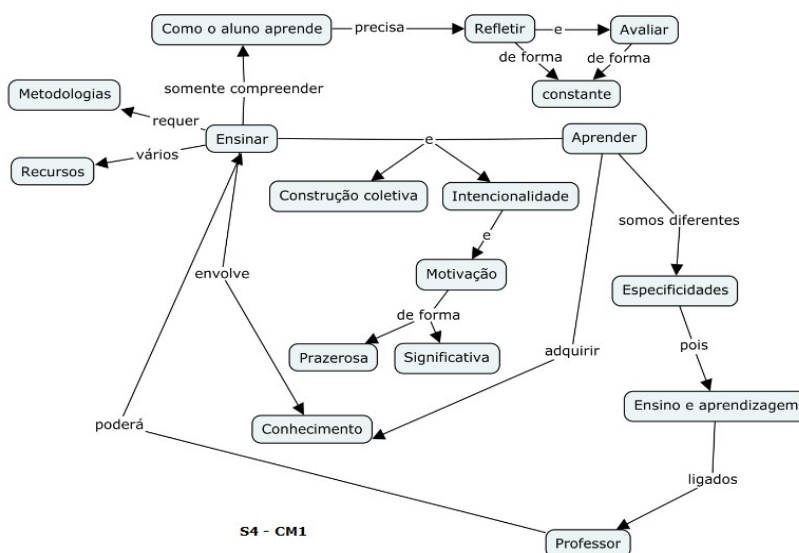 Como o aluno aprende
precisa
Refletir
e
Avaliar
de forma
de forma
constante
somente compreender
Metodologias
requer
Ensinar
e
Aprender
vários
Recursos
Construção coletiva
Intencionalidade
somos diferentes
e
envolve
Motivação
Especificidades
de forma
pois
Prazerosa
Significativa
adquirir
Ensino e aprendizagem
poderá
Conhecimento
ligados
S4 - CM1
Professor